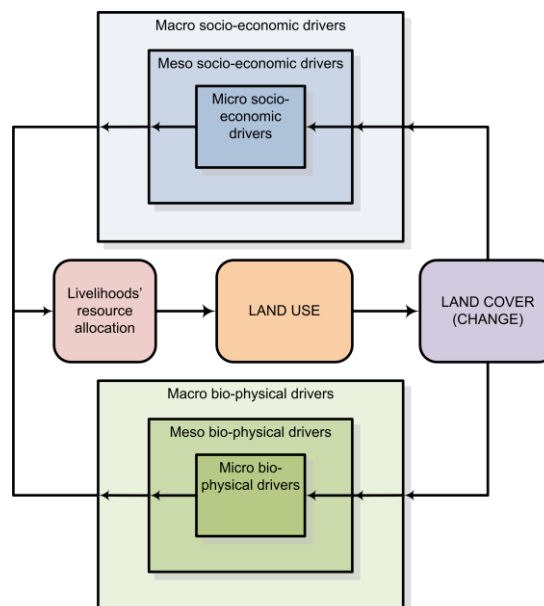 Macro socio-economic drivers
Meso socio-economic drivers
Micro socio-
economic
drivers
Livelihoods'
resource
allocation
LAND USE
LAND COVER
(CHANGE)
Macro bio-physical drivers
Meso bio-physical drivers
Micro bio-
physical drivers